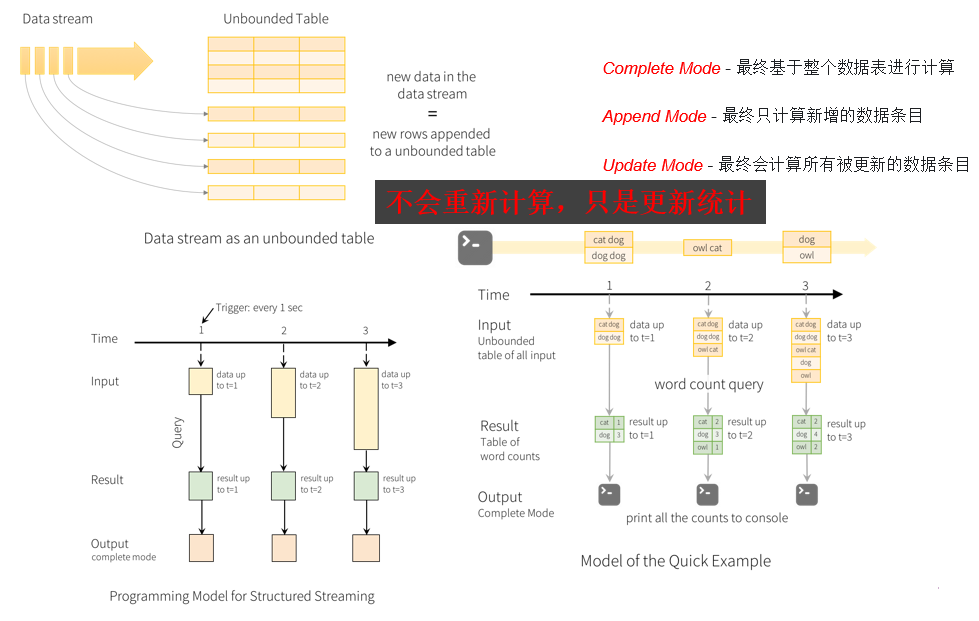 Data stream
Unbounded Table
new data in the
data stream
=
new rows appended
to a unbounded table
Data stream as an unbounded table
Complete Mode - 最终基于整个数据表进行计算
Append Mode - 最终只计算新增的数据条目
Update Mode - 最终会计算所有被更新的数据条目
不会重新计算，只是更新统计
cat dog
dog dog
owl cat
dog
owl
Time
1
2
3
Input
Unbounded
table of all input
cat dog
dog dog
data up
to t=1
cat dog
dog dog
owl cat
data up
to t=2
cat dog
dog dog
owl cat
dog
owl
data up
to t=3
word count query
Result
Table of
word counts
cat 1
dog 3
result up
to t=1
cat 2
dog 3
owl 1
result up
to t=2
cat 2
dog 4
owl 2
result up
to t=3
Output
Complete Mode
print all the counts to console
Model of the Quick Example
Trigger: every 1 sec
Time
1
2
3
Input
data up
to t=1
data up
to t=2
data up
to t=3
Query
Result
result up
to t=1
result up
to t=2
result up
to t=3
Output
complete mode
Programming Model for Structured Streaming